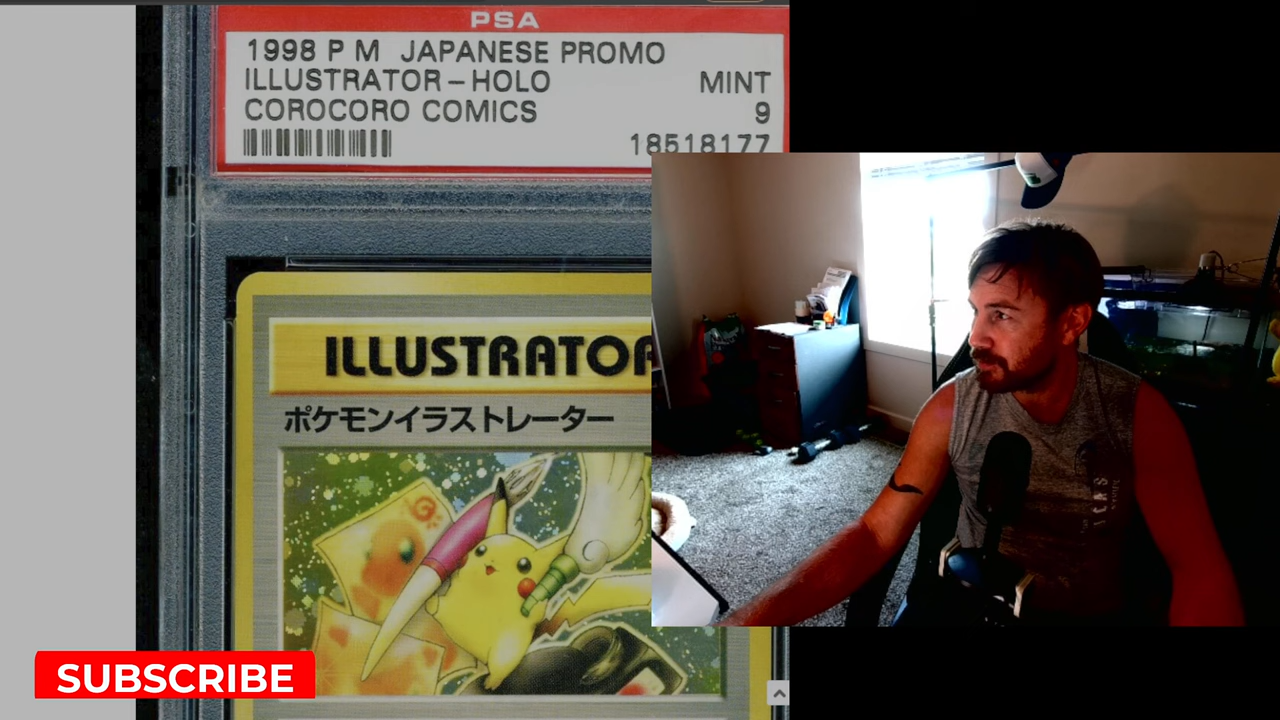 PSA
1998 P M JAPANESE PROMO
ILLUSTRATOR-HOLO MINT
COROCORO COMICS 9
18518177
ILLUSTRATOR
ポケモンイラストレーター
SUBSCRIBE